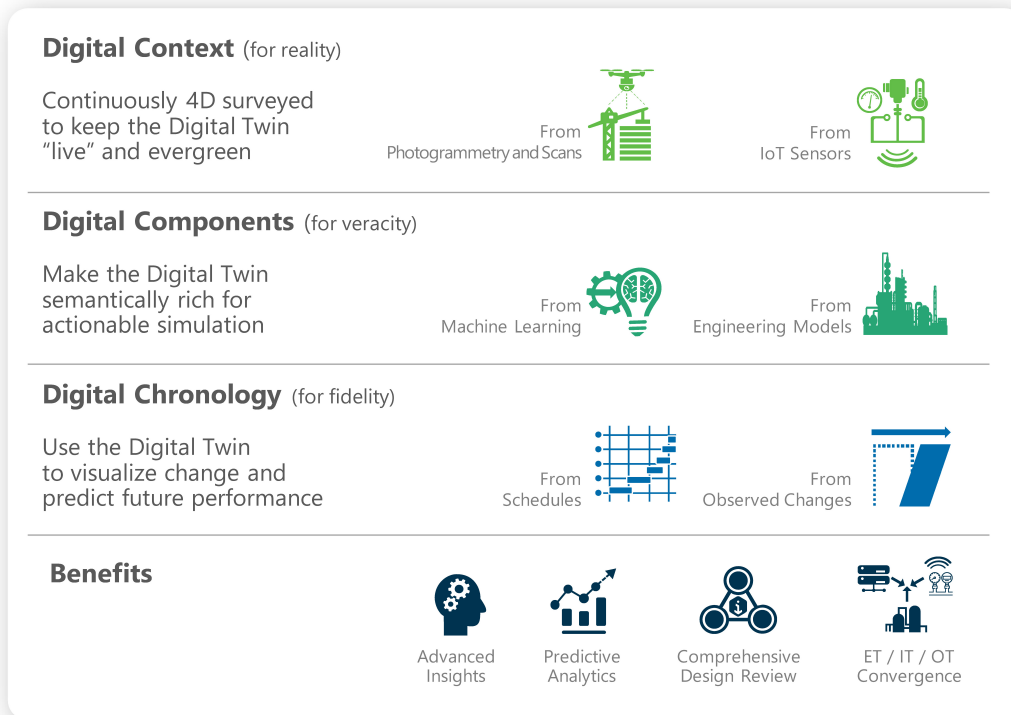 Digital Context (for reality)
Continuously 4D surveyed
to keep the Digital Twin
“live” and evergreen
From
Photogrammetry and Scans
From
IoT Sensors
Digital Components (for veracity)
Make the Digital Twin
semantically rich for
actionable simulation
From
Machine Learning
From
Engineering Models
Digital Chronology (for fidelity)
Use the Digital Twin
to visualize change and
predict future performance
From
Schedules
From
Observed Changes
Benefits
Advanced
Insights
Predictive
Analytics
Comprehensive
Design Review
ET / IT / OT
Convergence